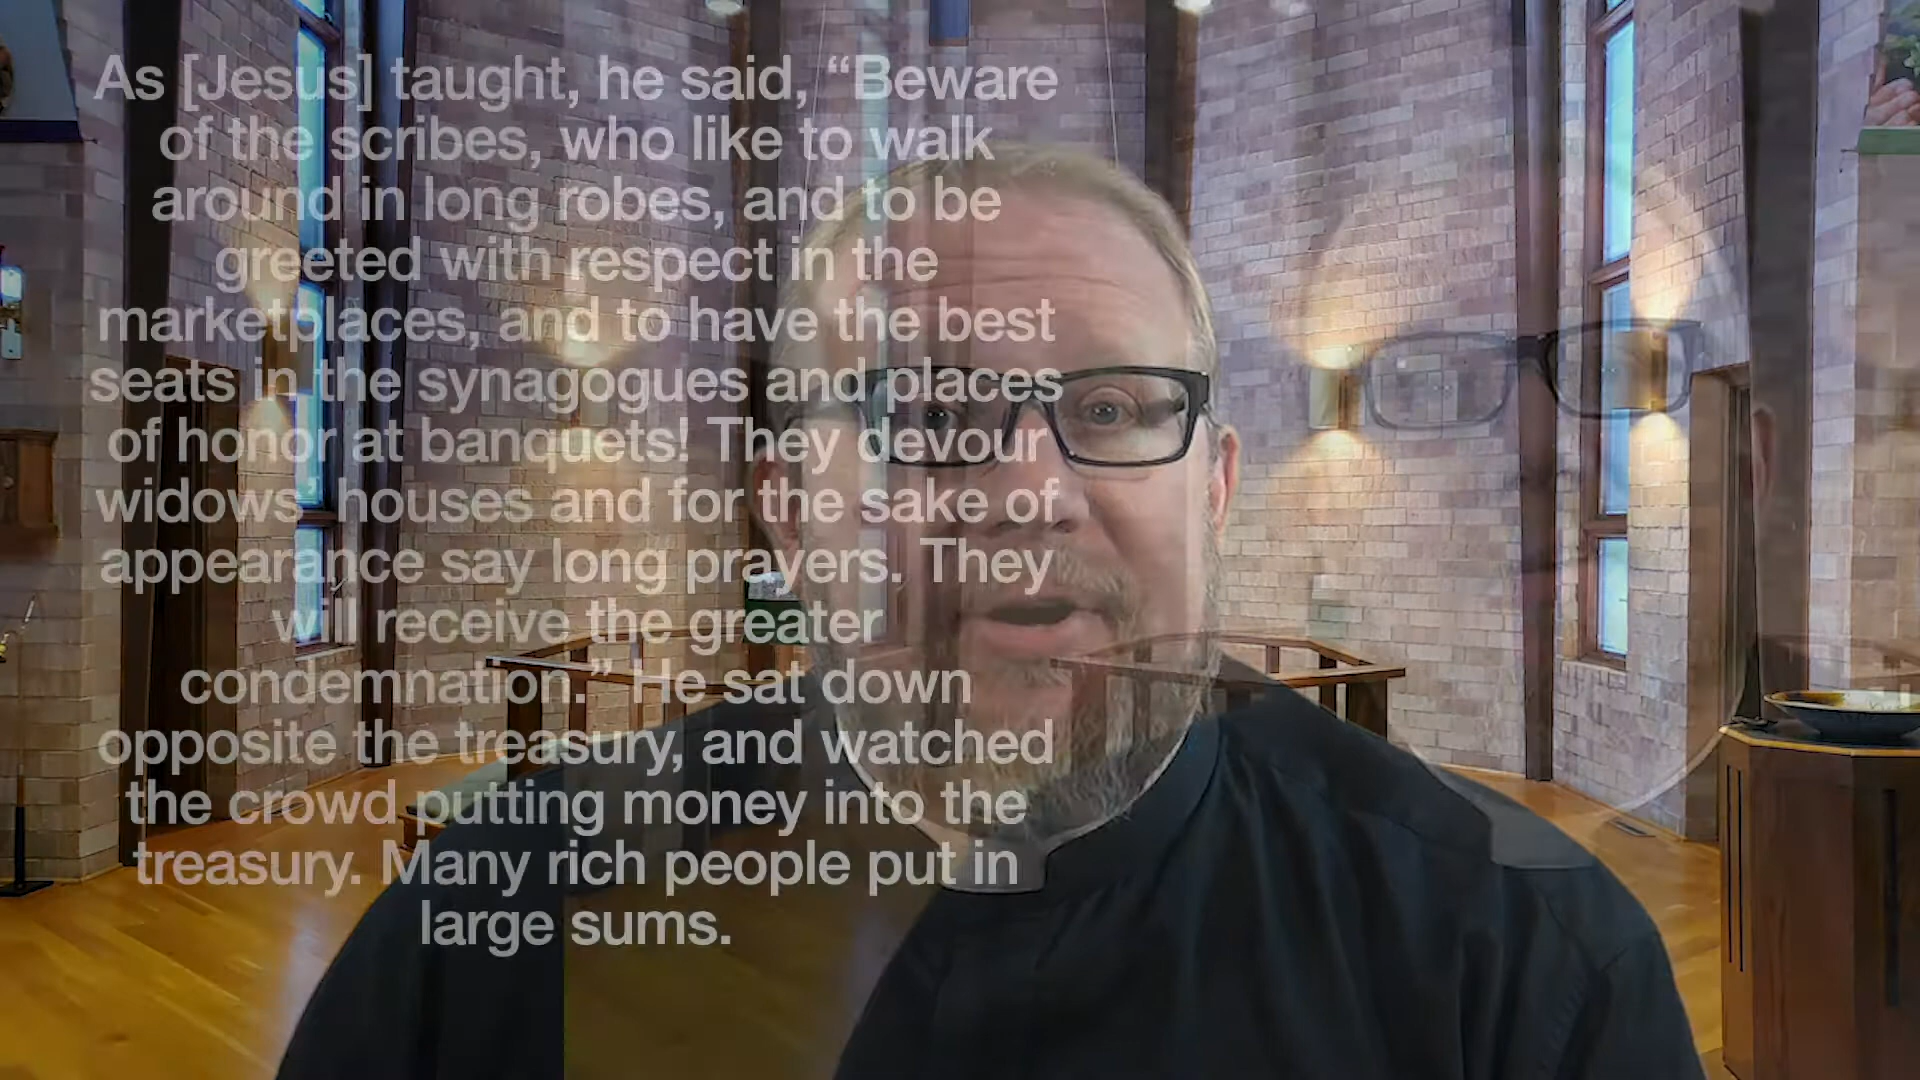 As [Jesus] taught, he said, “Beware
of the scribes, who like to walk
around in long robes, and to be
greeted with respect in the
marketplaces, and to have the best
seats in the synagogues and places
of honor at banquets! They devour
widows’ houses and for the sake of
appearance say long prayers. They
will receive the greater
condemnation.” He sat down
opposite the treasury, and watched
the crowd putting money into the
treasury. Many rich people put in
large sums.